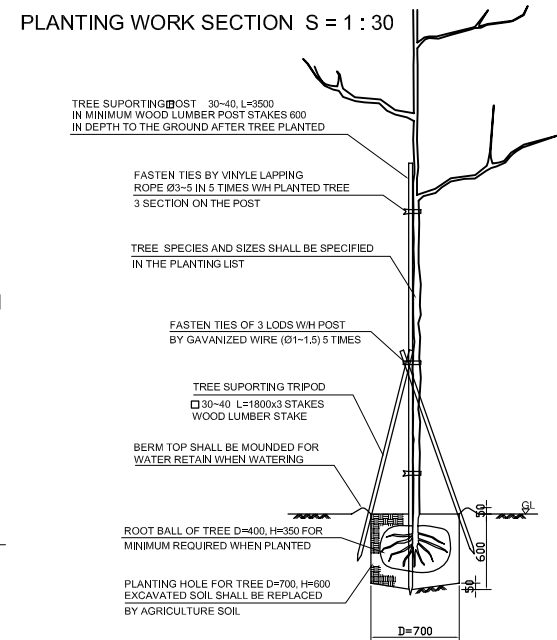 PLANTING WORK SECTION S = 1 : 30
TREE SUPORTING □POST 30~40, L=3500
IN MINIMUM WOOD LUMBER POST STAKES 600
IN DEPTH TO THE GROUND AFTER TREE PLANTED
FASTEN TIES BY VINYLE LAPPING
ROPE Ø3~5 IN 5 TIMES W/H PLANTED TREE
3 SECTION ON THE POST
TREE SPECIES AND SIZES SHALL BE SPECIFIED
IN THE PLANTING LIST
FASTEN TIES OF 3 LODS W/H POST
BY GAVANIZED WIRE (Ø1~1.5) 5 TIMES
TREE SUPORTING TRIPOD
□ 30~40 L=1800x3 STAKES
WOOD LUMBER STAKE
BERM TOP SHALL BE MOUNDED FOR
WATER RETAIN WHEN WATERING
50
GL
ROOT BALL OF TREE D=400, H=350 FOR
MINIMUM REQUIRED WHEN PLANTED
600
PLANTING HOLE FOR TREE D=700, H=600
EXCAVATED SOIL SHALL BE REPLACED
BY AGRICULTURE SOIL
50
D=700